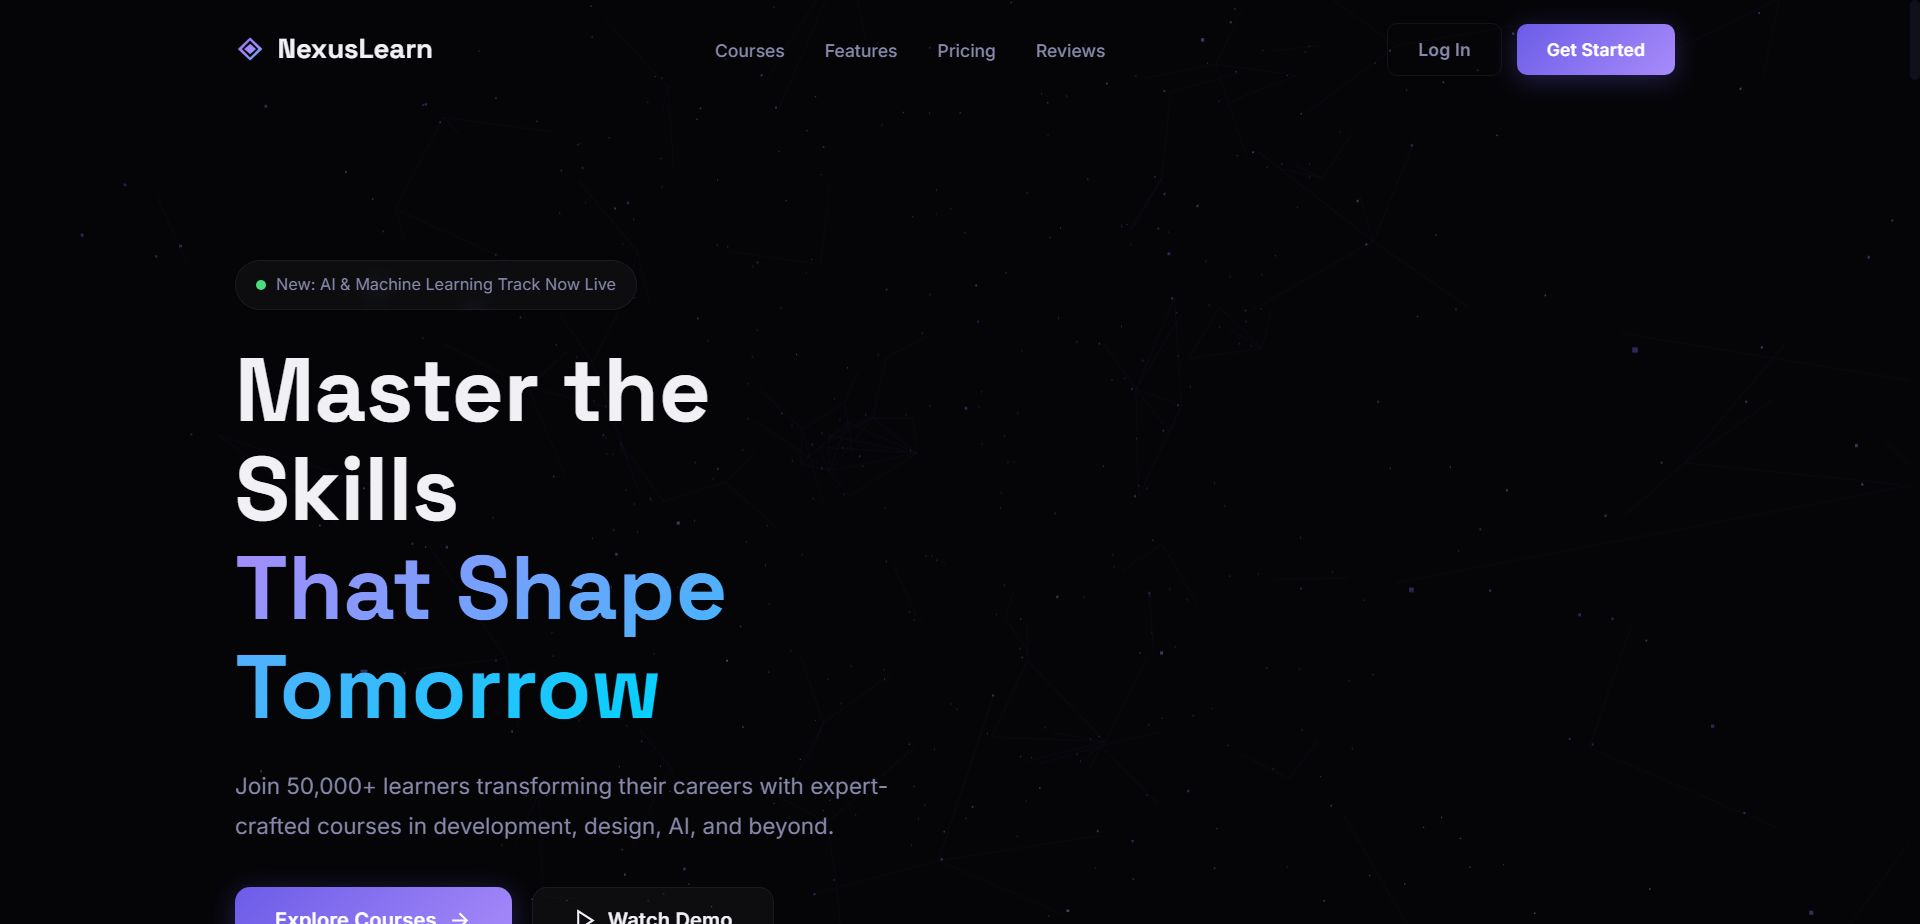 NexusLearn
Courses
Features
Pricing
Reviews
Log In
Get Started
New: AI & Machine Learning Track Now Live
Master the
Skills
That Shape
Tomorrow
Join 50,000+ learners transforming their careers with expert-
crafted courses in development, design, AI, and beyond.
Explore Courses →
Watch Demo